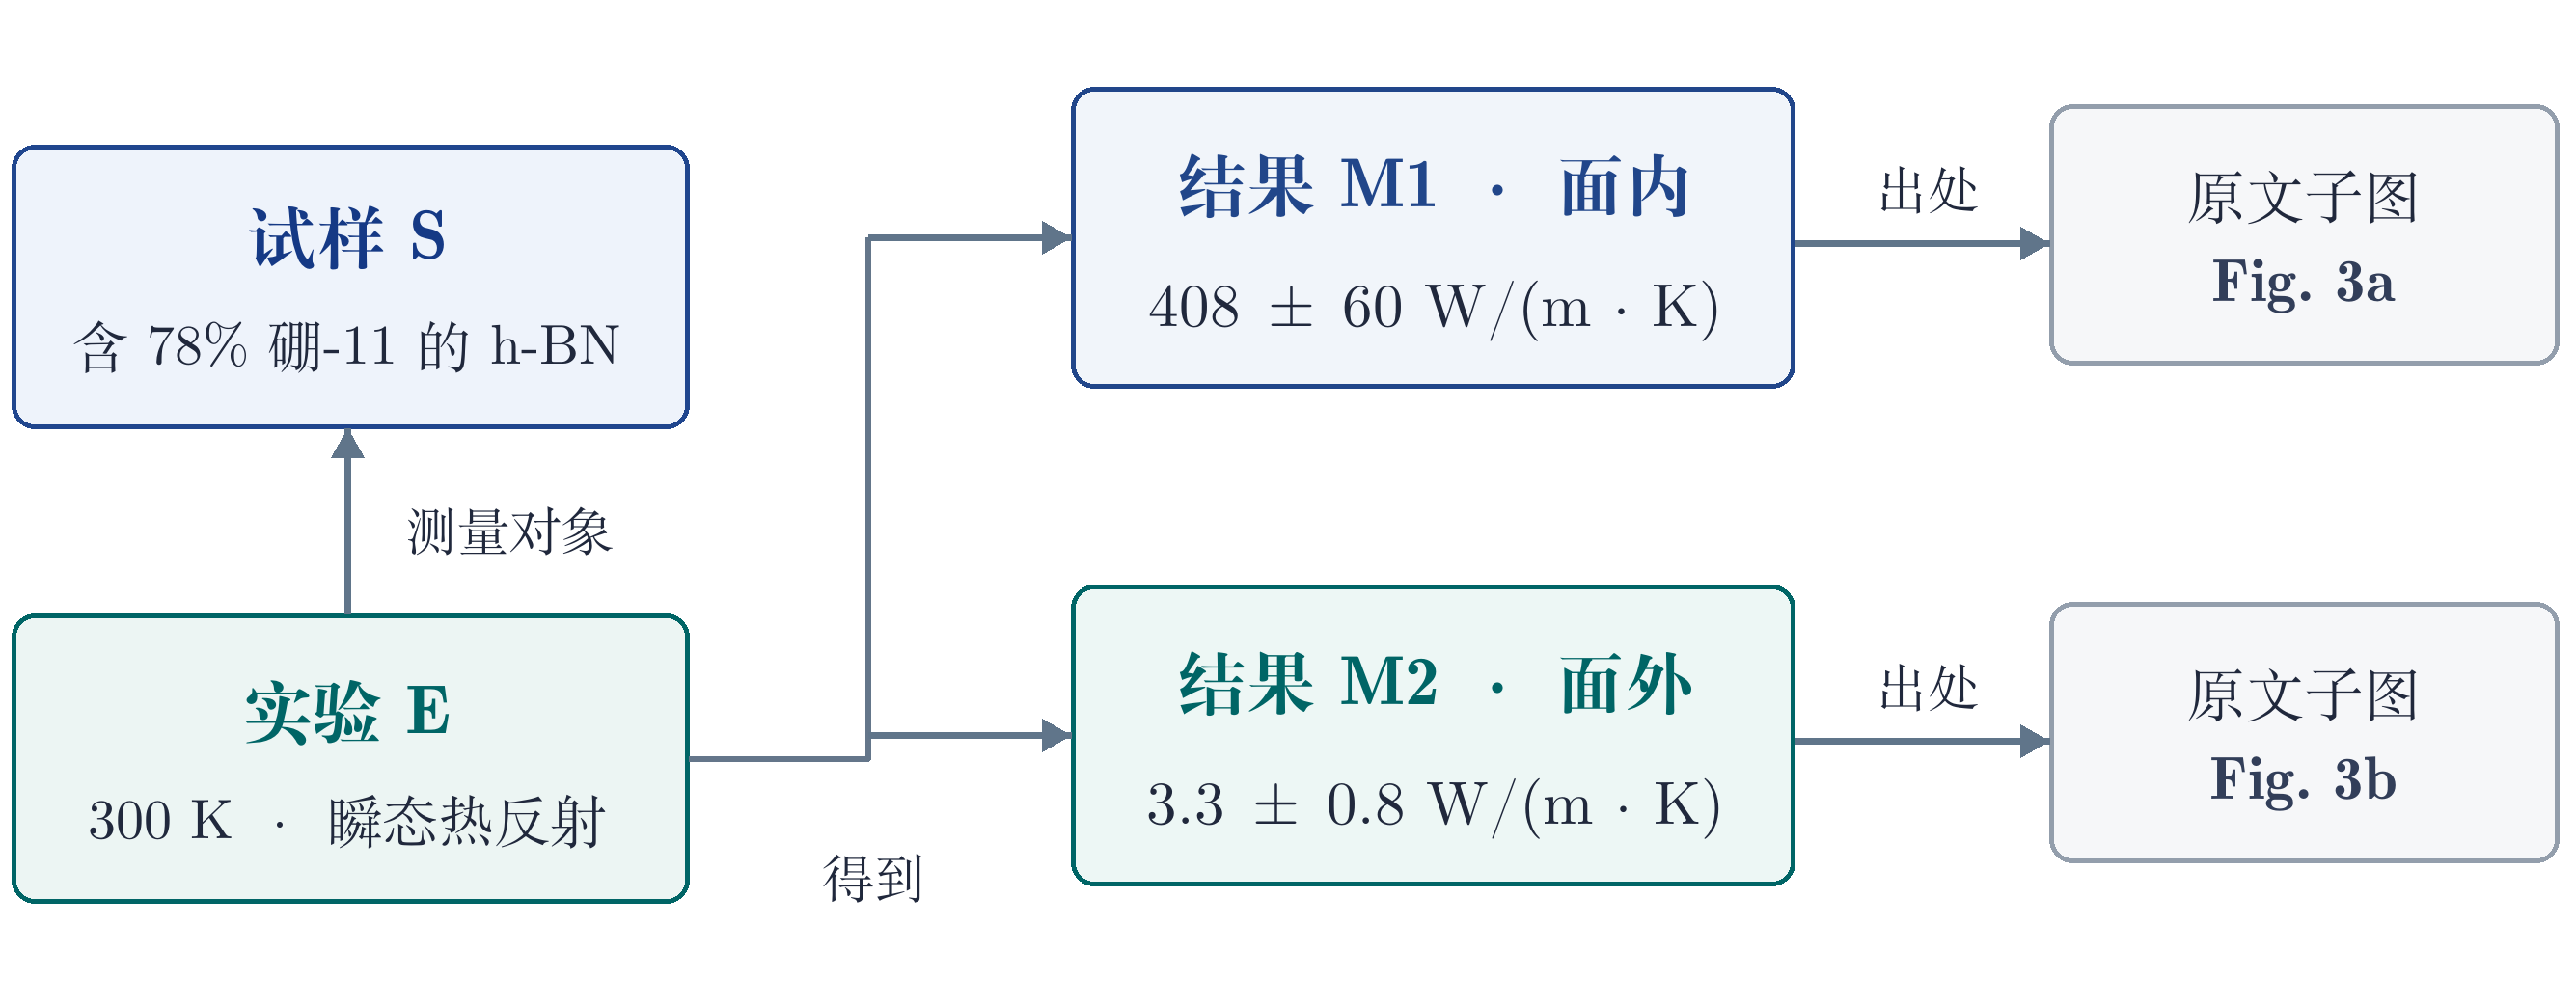 试样 S
含 78% 硼-11 的 h-BN
测量对象
实验 E
300 K · 瞬态热反射
得到
结果 M1 · 面内
408 ± 60 W/(m · K)
出处
原文子图
Fig. 3a
结果 M2 · 面外
3.3 ± 0.8 W/(m · K)
出处
原文子图
Fig. 3b